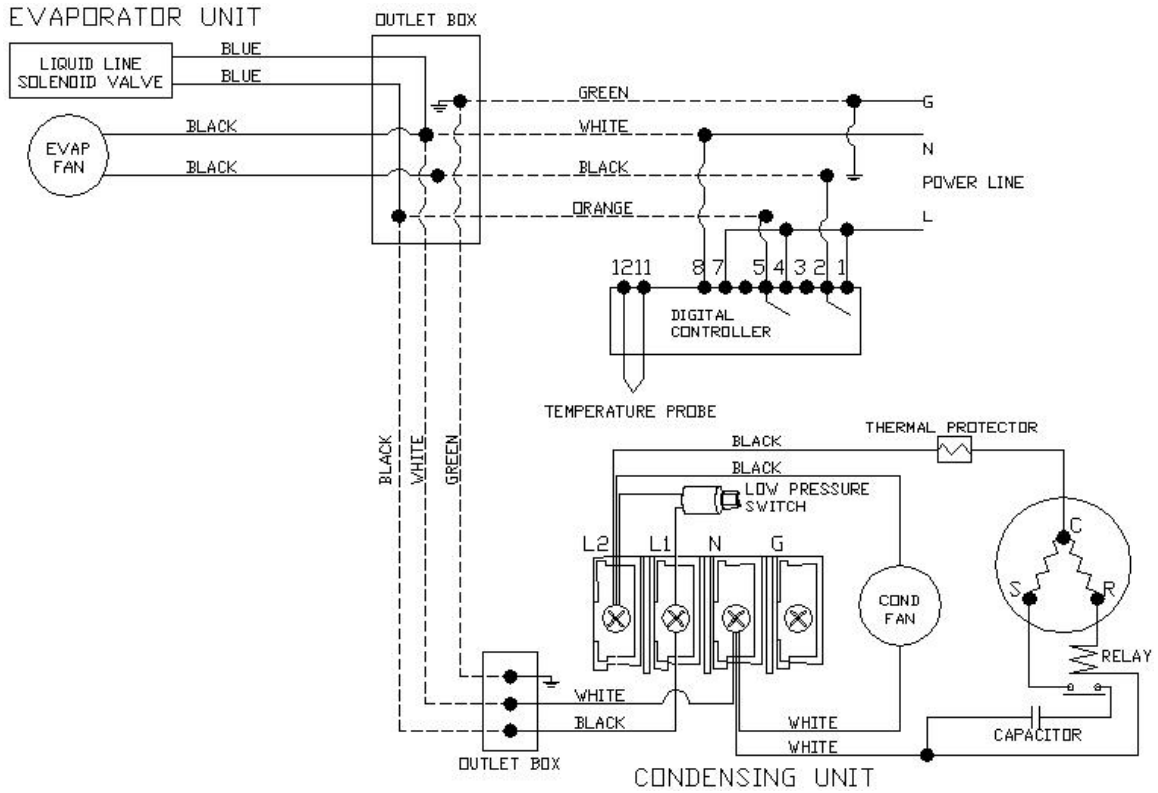 EVAPORATOR UNIT
OUTLET BOX
LIQUID LINE
SOLENOID VALVE
BLUE
BLUE
GREEN
G
BLACK
WHITE
N
EVAP
FAN
BLACK
BLACK
POWER LINE
ORANGE
L
12 11 8 7 5 4 3 2 1
DIGITAL
CONTROLLER
TEMPERATURE PROBE
BLACK
WHITE
GREEN
BLACK
THERMAL PROTECTOR
BLACK
LOW PRESSURE
SWITCH
L2 L1 N G
C
S
R
COND
FAN
RELAY
WHITE
BLACK
WHITE
WHITE
CAPACITOR
OUTLET BOX
CONDENSING UNIT